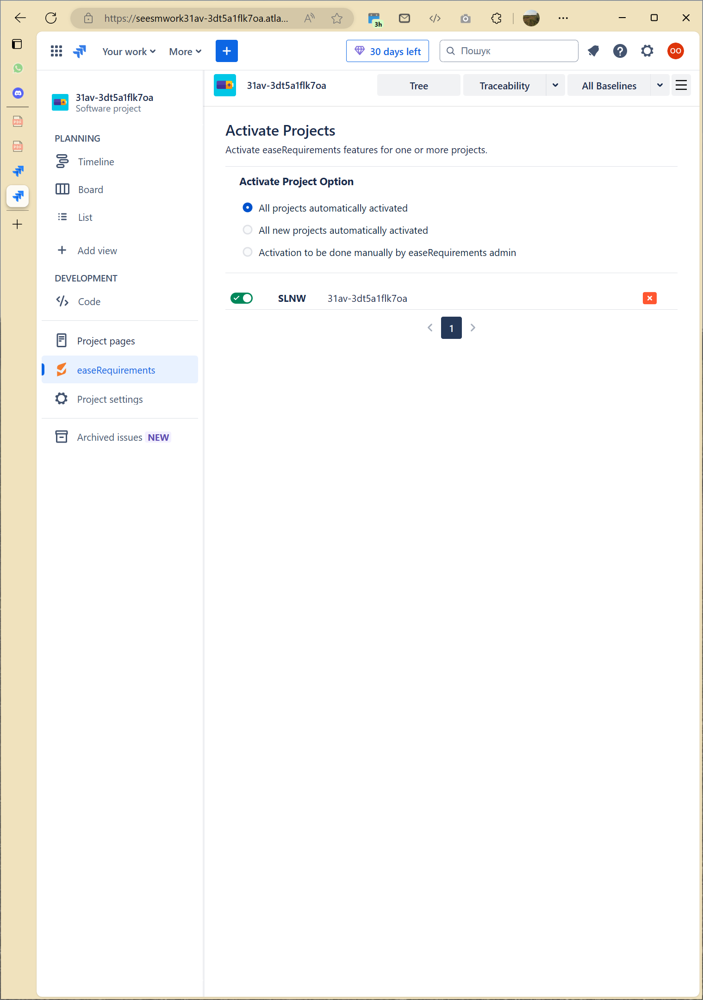 https://seesmwork31av-3dt5a1flk7oa.atla...
3h
Your work
More
30 days left
Пошук
OO
31av-3dt5a1flk7oa
Software project
PLANNING
Timeline
Board
List
Add view
DEVELOPMENT
Code
Project pages
easeRequirements
Project settings
Archived issues NEW
31av-3dt5a1flk7oa
Tree
Traceability
All Baselines
Activate Projects
Activate easeRequirements features for one or more projects.
Activate Project Option
All projects automatically activated
All new projects automatically activated
Activation to be done manually by easeRequirements admin
SLNW 31av-3dt5a1flk7oa
1
PDF
PDF